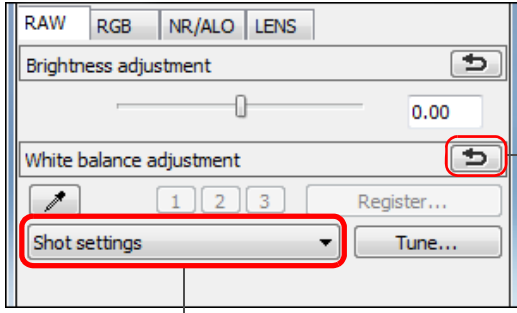 RAW RGB NR/ALO LENS
Brightness adjustment
0.00
White balance adjustment
1 2 3 Register...
Shot settings Tune...